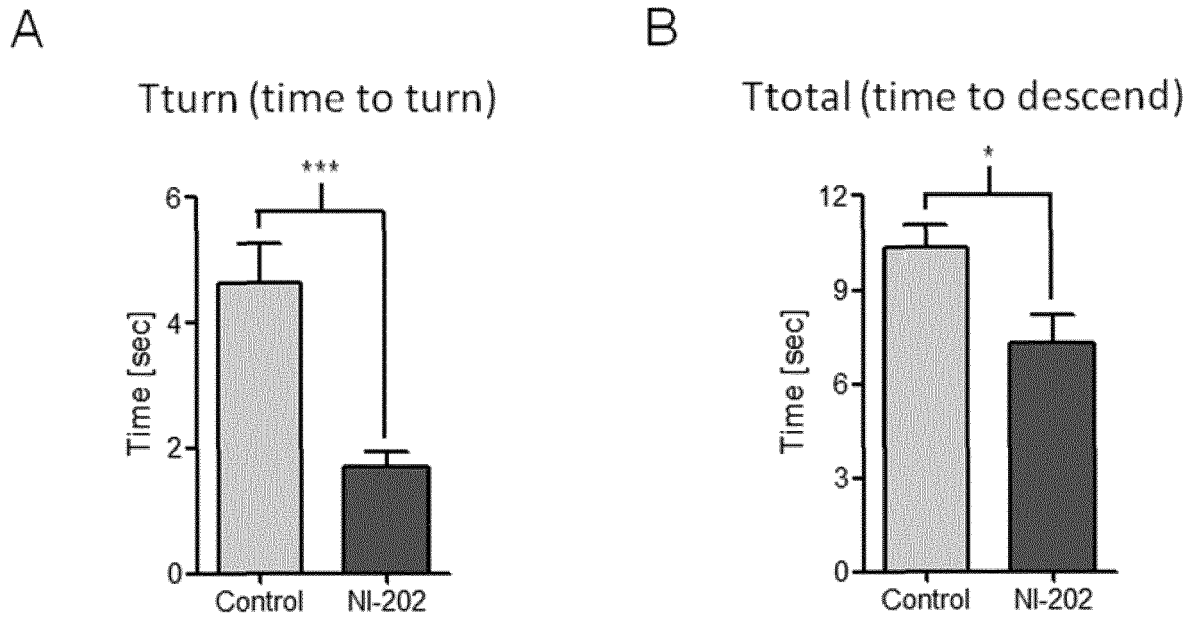 A
Tturn (time to turn)
***
6
4
2
0
Time [sec]
Control
NI-202
B
Ttotal (time to descend)
*
12
9
6
3
0
Time [sec]
Control
NI-202